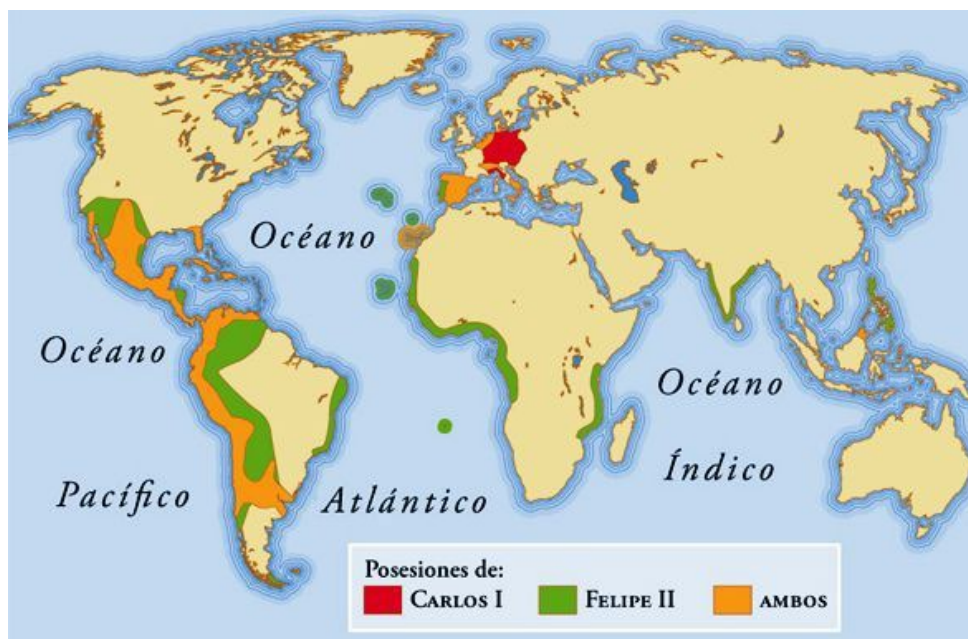 Océano
Océano
Pacífico
Atlántico
Océano
Índico
Posesiones de:
CARLOS I
FELIPE II
AMBOS